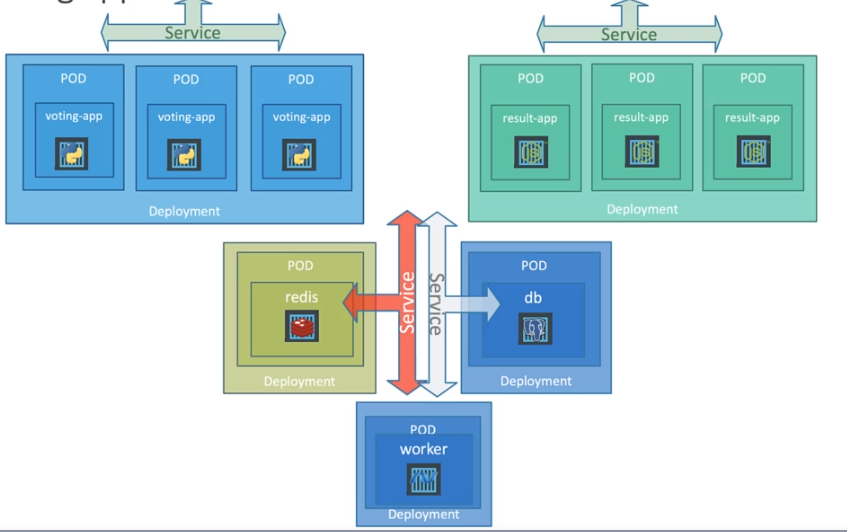 Service
Service
POD
POD
POD
voting-app
voting-app
voting-app
Deployment
POD
POD
POD
result-app
result-app
result-app
Deployment
POD
redis
Deployment
Service
Service
POD
db
Deployment
POD
worker
Deployment